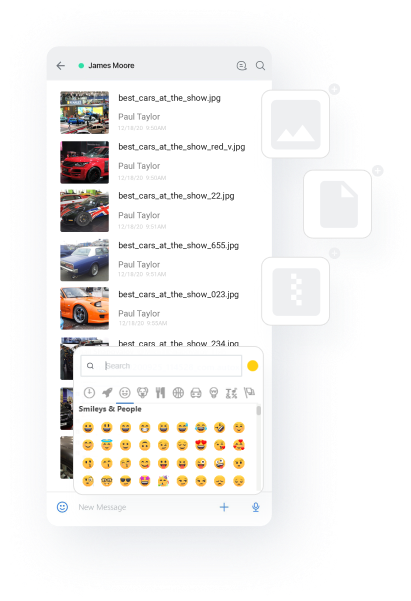 James Moore
best_cars_at_the_show.jpg
Paul Taylor
12/18/20 9:50AM
best_cars_at_the_show_red_v.jpg
Paul Taylor
12/18/20 9:50AM
best_cars_at_the_show_22.jpg
Paul Taylor
12/18/20 9:51AM
best_cars_at_the_show_655.jpg
Paul Taylor
12/18/20 9:51AM
best_cars_at_the_show_023.jpg
Paul Taylor
12/18/20 9:55AM
best_cars_at_the_show_234.jpg
Search
Smileys & People
New Message